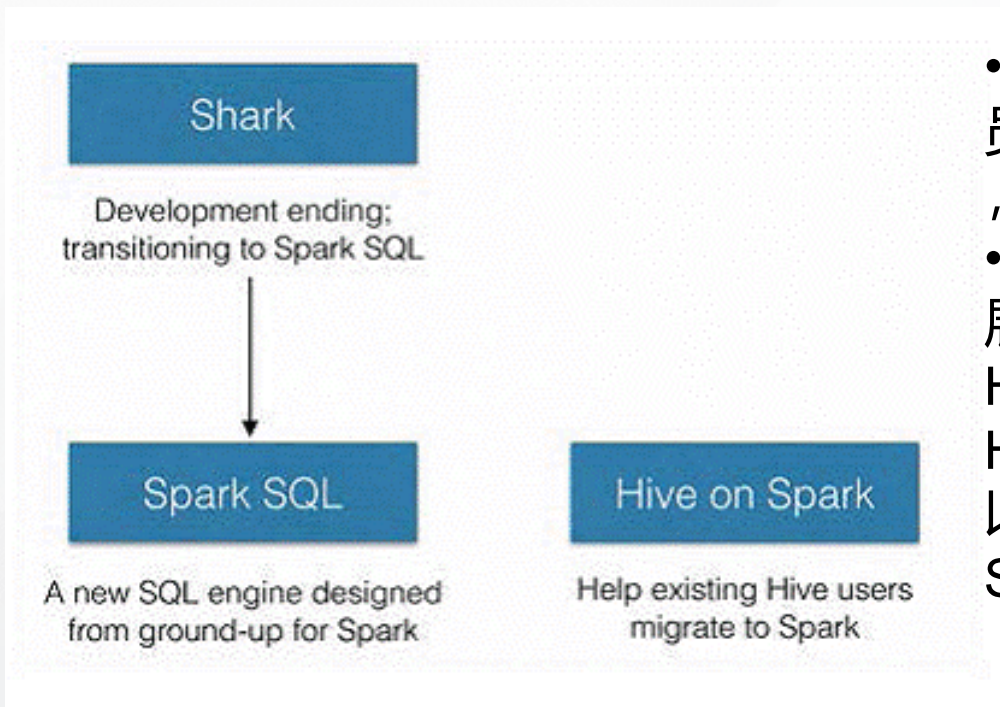 Shark
Development ending;
transitioning to Spark SQL
Spark SQL
A new SQL engine designed
from ground-up for Spark
Hive on Spark
Help existing Hive users
migrate to Spark